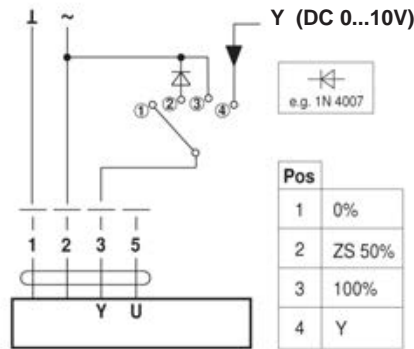 ⊥ ~ Y (DC 0...10V)
① ② ③ ④
e.g. 1N 4007
Pos
1 0%
2 ZS 50%
3 100%
4 Y
1 2 3 5
Y U